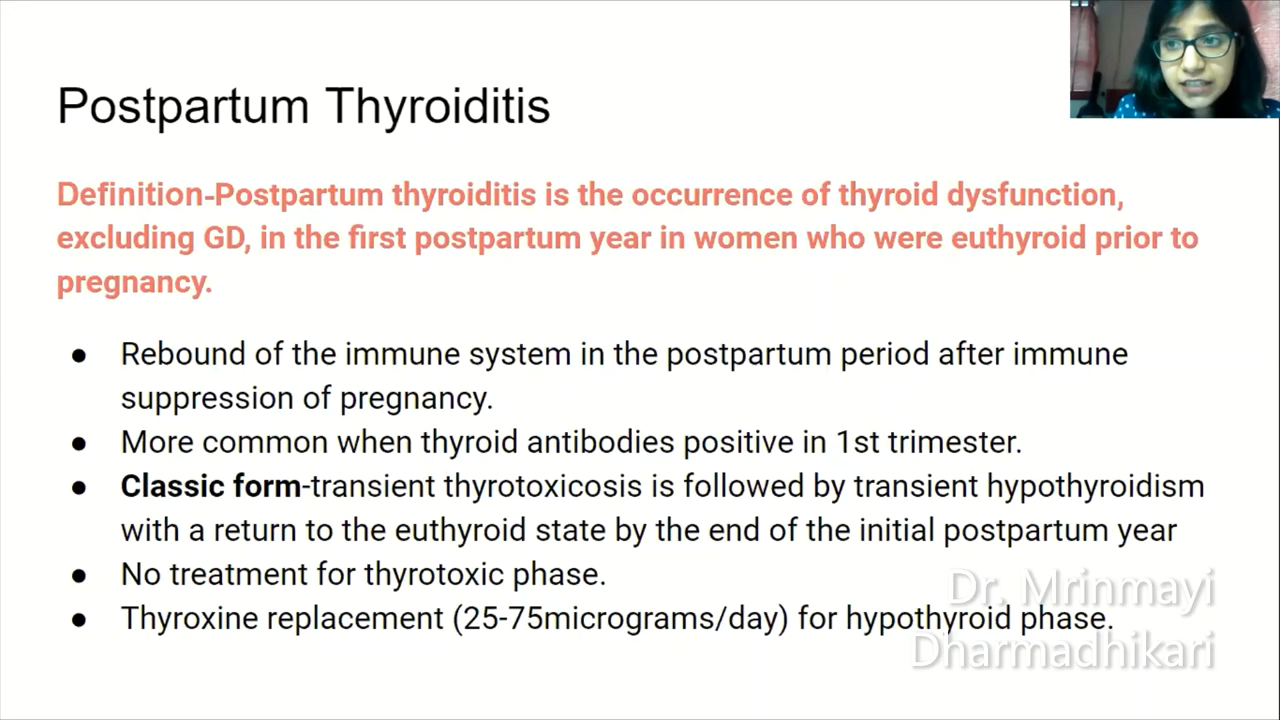 Postpartum Thyroiditis
Definition-Postpartum thyroiditis is the occurrence of thyroid dysfunction,
excluding GD, in the first postpartum year in women who were euthyroid prior to
pregnancy.
● Rebound of the immune system in the postpartum period after immune
suppression of pregnancy.
● More common when thyroid antibodies positive in 1st trimester.
● Classic form-transient thyrotoxicosis is followed by transient hypothyroidism
with a return to the euthyroid state by the end of the initial postpartum year
● No treatment for thyrotoxic phase.
● Thyroxine replacement (25-75micrograms/day) for hypothyroid phase.
Dr. Mrinmayi
Dharmadhikari